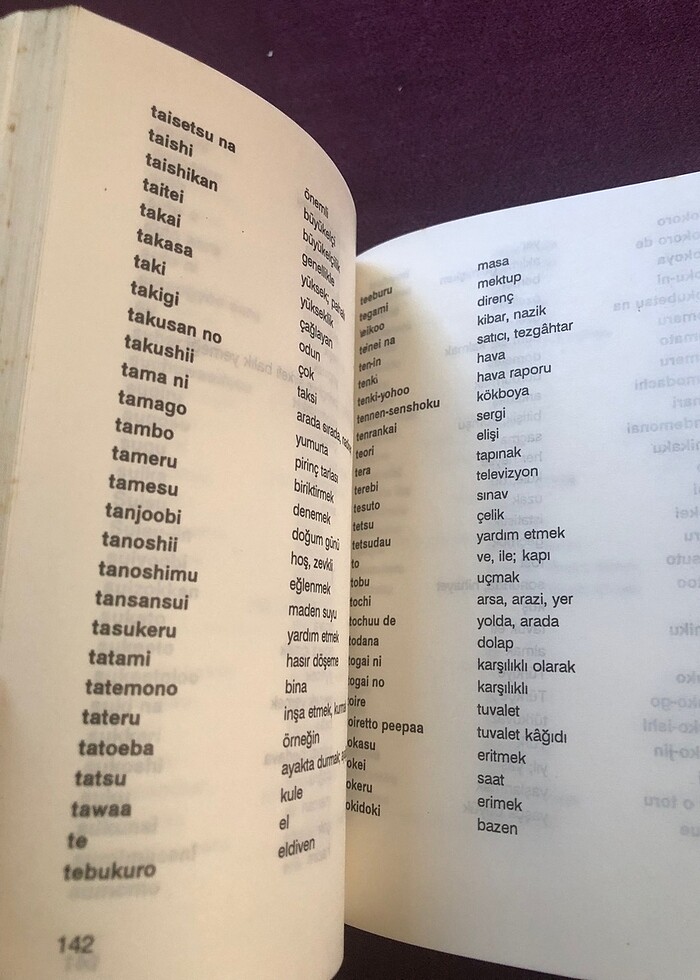 taisetsu na önemli
taishi büyükelçi
taishikan büyükelçilik
taitei genellikle
takai yüksek; pahalı
takasa yükseklik
taki çağlayan
takigi odun
takusan no çok
takushii taksi
tama ni arada sırada,
tamago yumurta
tambo pirinç tarlası
tameru biriktirmek
tamesu denemek
tanjoobi doğum günü
tanoshii hoş, zevkli
tanoshimu eğlenmek
tansansui maden suyu
tasukeru yardım etmek
tatami hasır döşeme
tatemono bina
tateru inşa etmek,
tatoeba örneğin
tatsu ayakta durmak,
tawaa kule
te el
tebukuro eldiven
142
teeburu masa
tegami mektup
teikoo direnç
teinei na kibar, nazik
ten-in satıcı, tezgâhtar
tenki hava
tenki-yohoo hava raporu
tennen-senshoku kökboya
tenrankai sergi
teori elişi
tera tapınak
terebi televizyon
tesuto sınav
tetsu çelik
tetsudau yardım etmek
to ve, ile; kapı
tobu uçmak
tochi arsa, arazi, yer
tochuu de yolda, arada
todana dolap
togai ni karşılıklı olarak
togai no karşılıklı
toire tuvalet
oiretto peepaa tuvalet kâğıdı
okasu eritmek
okei saat
okeru erimek
okidoki bazen